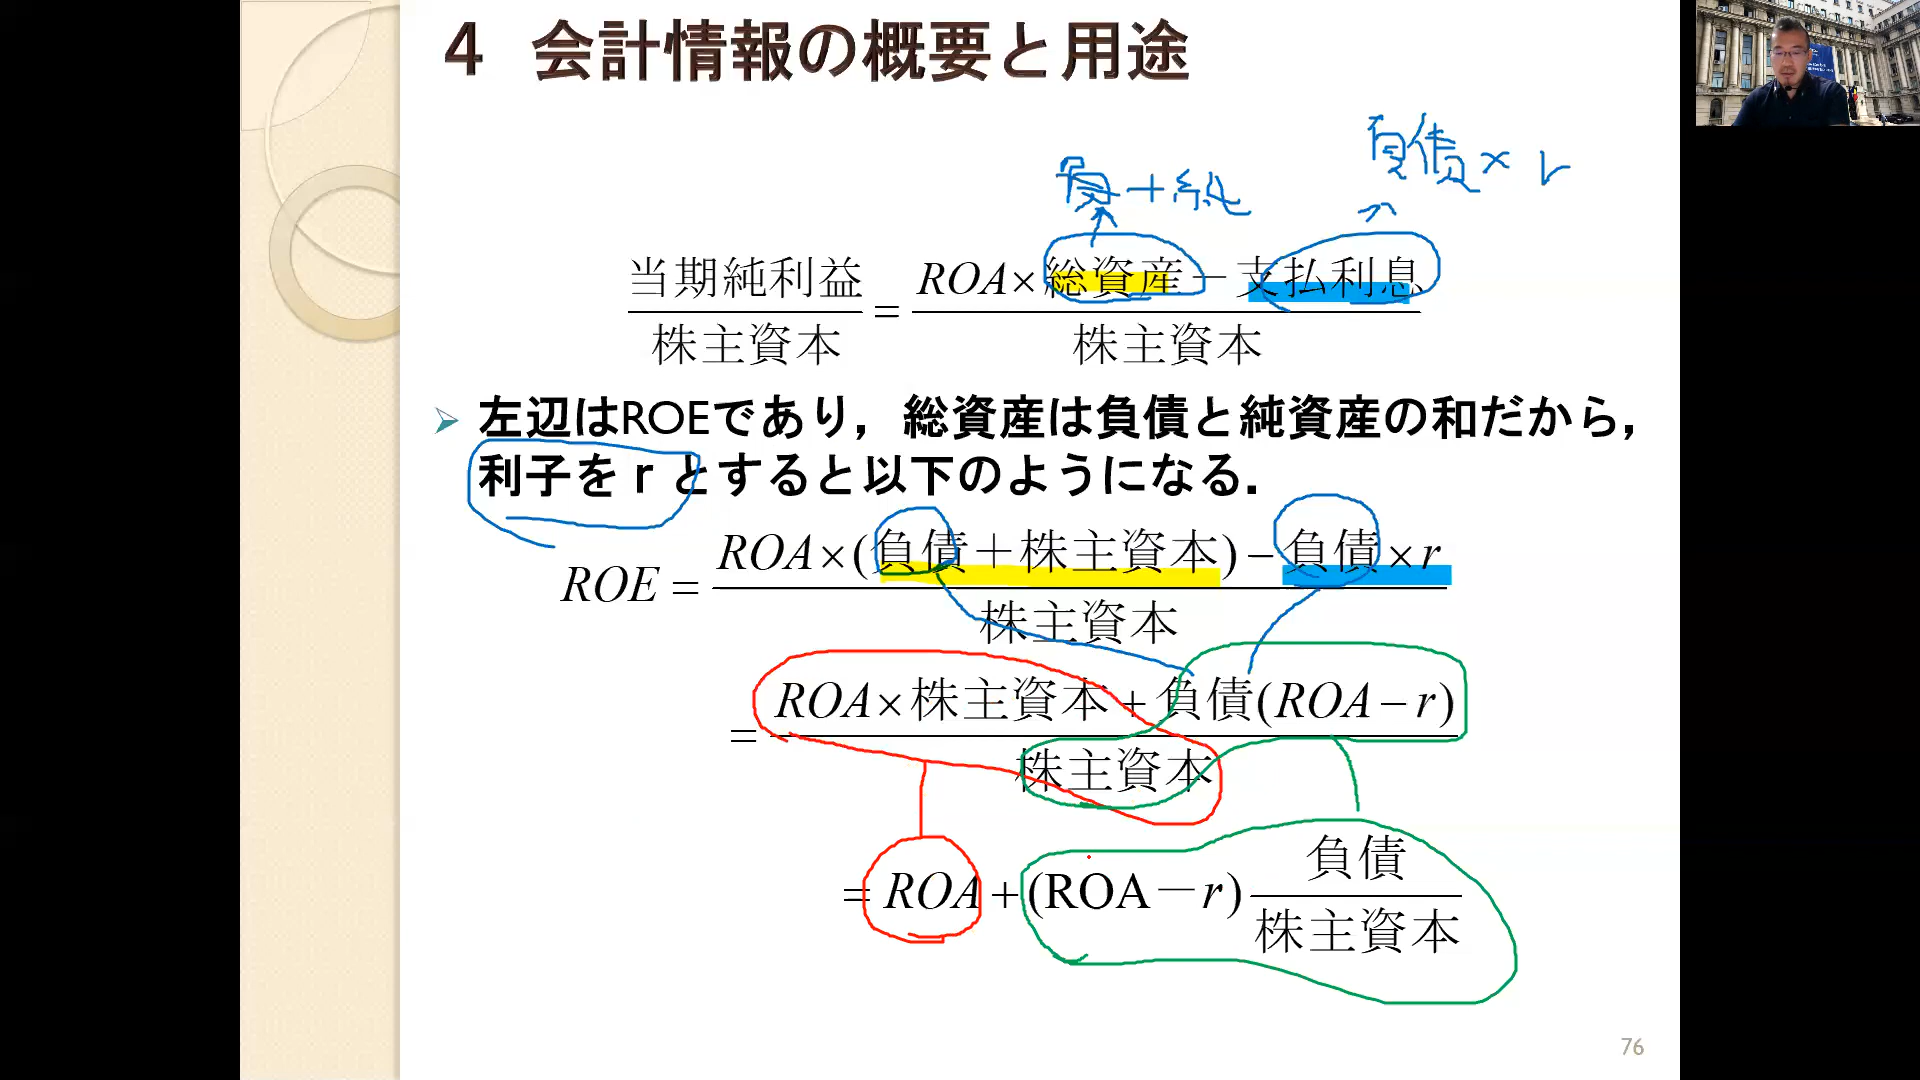 4 会計情報の概要と用途
負債×r
負+純
当期純利益/株主資本 = ROA×総資産－支払利息/株主資本
左辺はROEであり，総資産は負債と純資産の和だから，
利子をｒとすると以下のようになる．
ROE = ROA×(負債＋株主資本)－負債×r/株主資本
= ROA×株主資本+負債(ROA－r)/株主資本
= ROA+(ROA－r)負債/株主資本
76